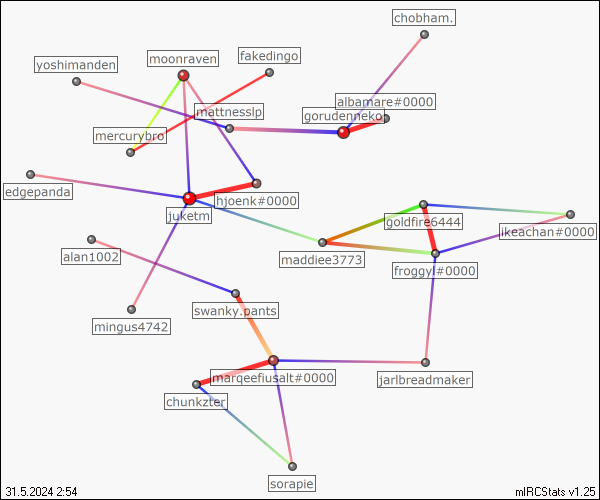 chobham.
moonraven
fakedingo
yoshimanden
albamare#0000
mattnesslp
gorudenneko
mercurybro
edgepanda
hjoenk#0000
juketm
goldfire6444
ikeachan#0000
alan1002
maddiee3773
froggyl#0000
swanky.pants
mingus4742
marqeefiusalt#0000
jarlbreadmaker
chunkzter
sorapie
31.5.2024 2:54
mIRCStats v1.25